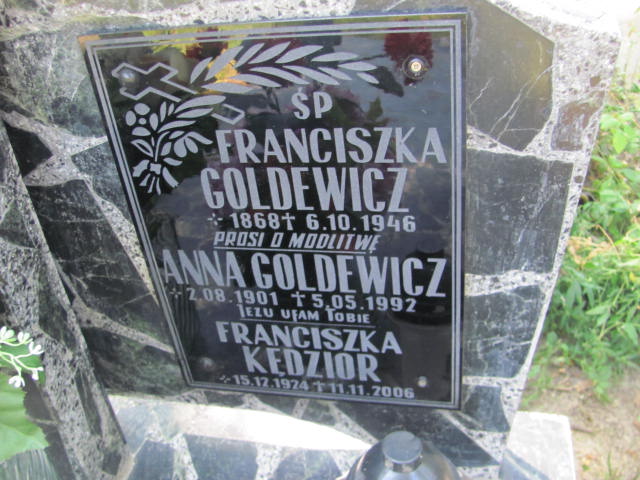 ŚP
FRANCISZKA
GOLDEWICZ
1868 † 6.10.1946
PROSI O MODLITWĘ
ANNA GOLDEWICZ
2.08.1901 † 5.05.1992
JEZU UFAM TOBIE
FRANCISZKA
KĘDZIOR
15.12.1924 † 11.11.2006